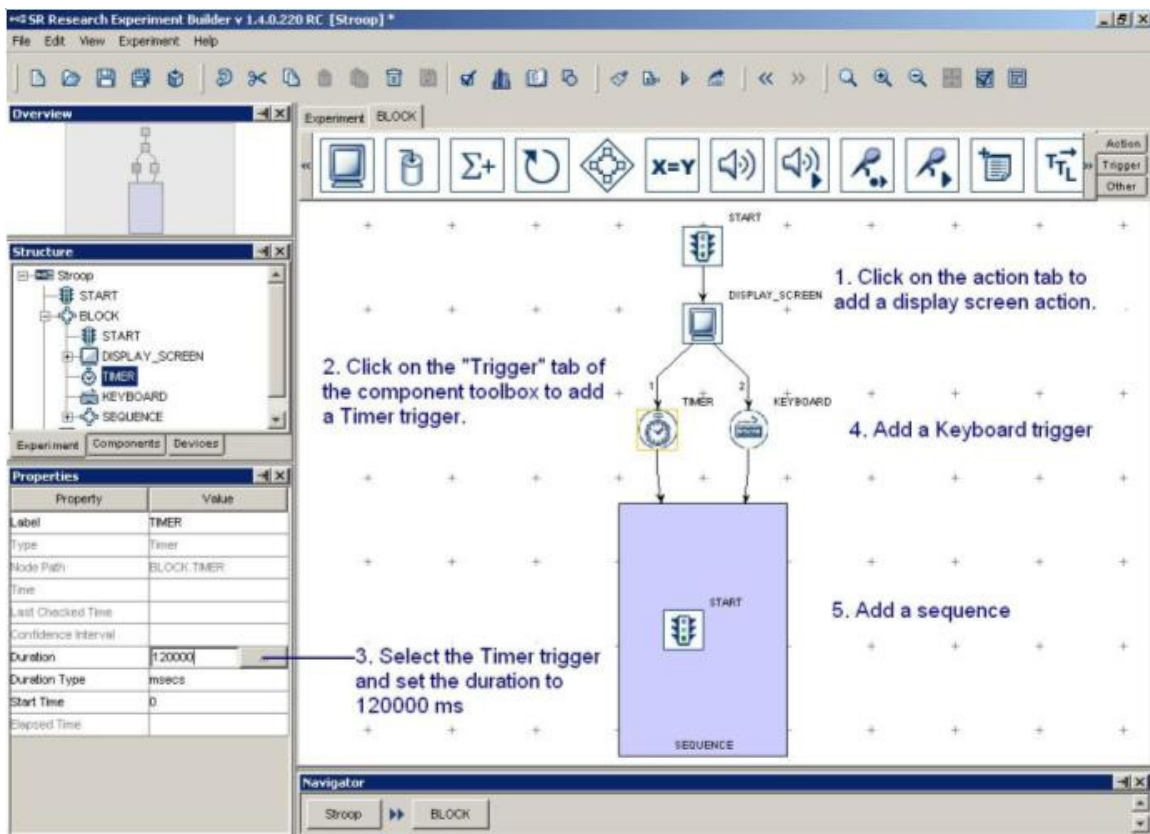 SR Research Experiment Builder v 1.4.0.220 RC [Stroop] *
File Edit View Experiment Help
Overview
Experiment BLOCK
Σ+ X=Y TTL
Action
Trigger
Other
Structure
Stroop
START
BLOCK
START
DISPLAY_SCREEN
TIMER
KEYBOARD
SEQUENCE
Experiment Components Devices
Properties
Property Value
Label TIMER
Type Timer
Node Path BLOCK.TIMER
Time
Last Checked Time
Confidence Interval
Duration 120000
Duration Type msecs
Start Time 0
Elapsed Time
START
1. Click on the action tab to
add a display screen action.
DISPLAY_SCREEN
2. Click on the "Trigger" tab of
the component toolbox to add
a Timer trigger.
1 2
TIMER KEYBOARD
4. Add a Keyboard trigger
START
5. Add a sequence
3. Select the Timer trigger
and set the duration to
120000 ms
SEQUENCE
Navigator
Stroop BLOCK